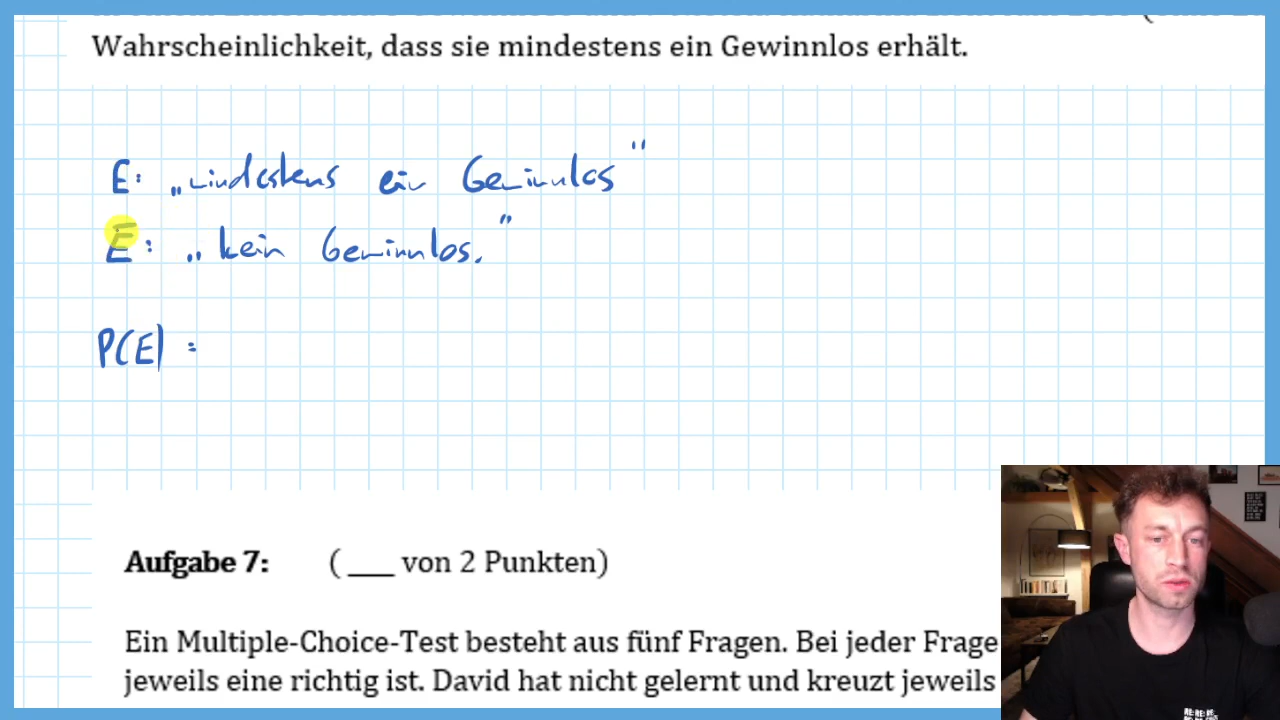 Wahrscheinlichkeit, dass sie mindestens ein Gewinnlos erhält.
E: „mindestens ein Gewinnlos"
E̅: „kein Gewinnlos."
P(E) =
Aufgabe 7: ( ___ von 2 Punkten)
Ein Multiple-Choice-Test besteht aus fünf Fragen. Bei jeder Frage
jeweils eine richtig ist. David hat nicht gelernt und kreuzt jeweils